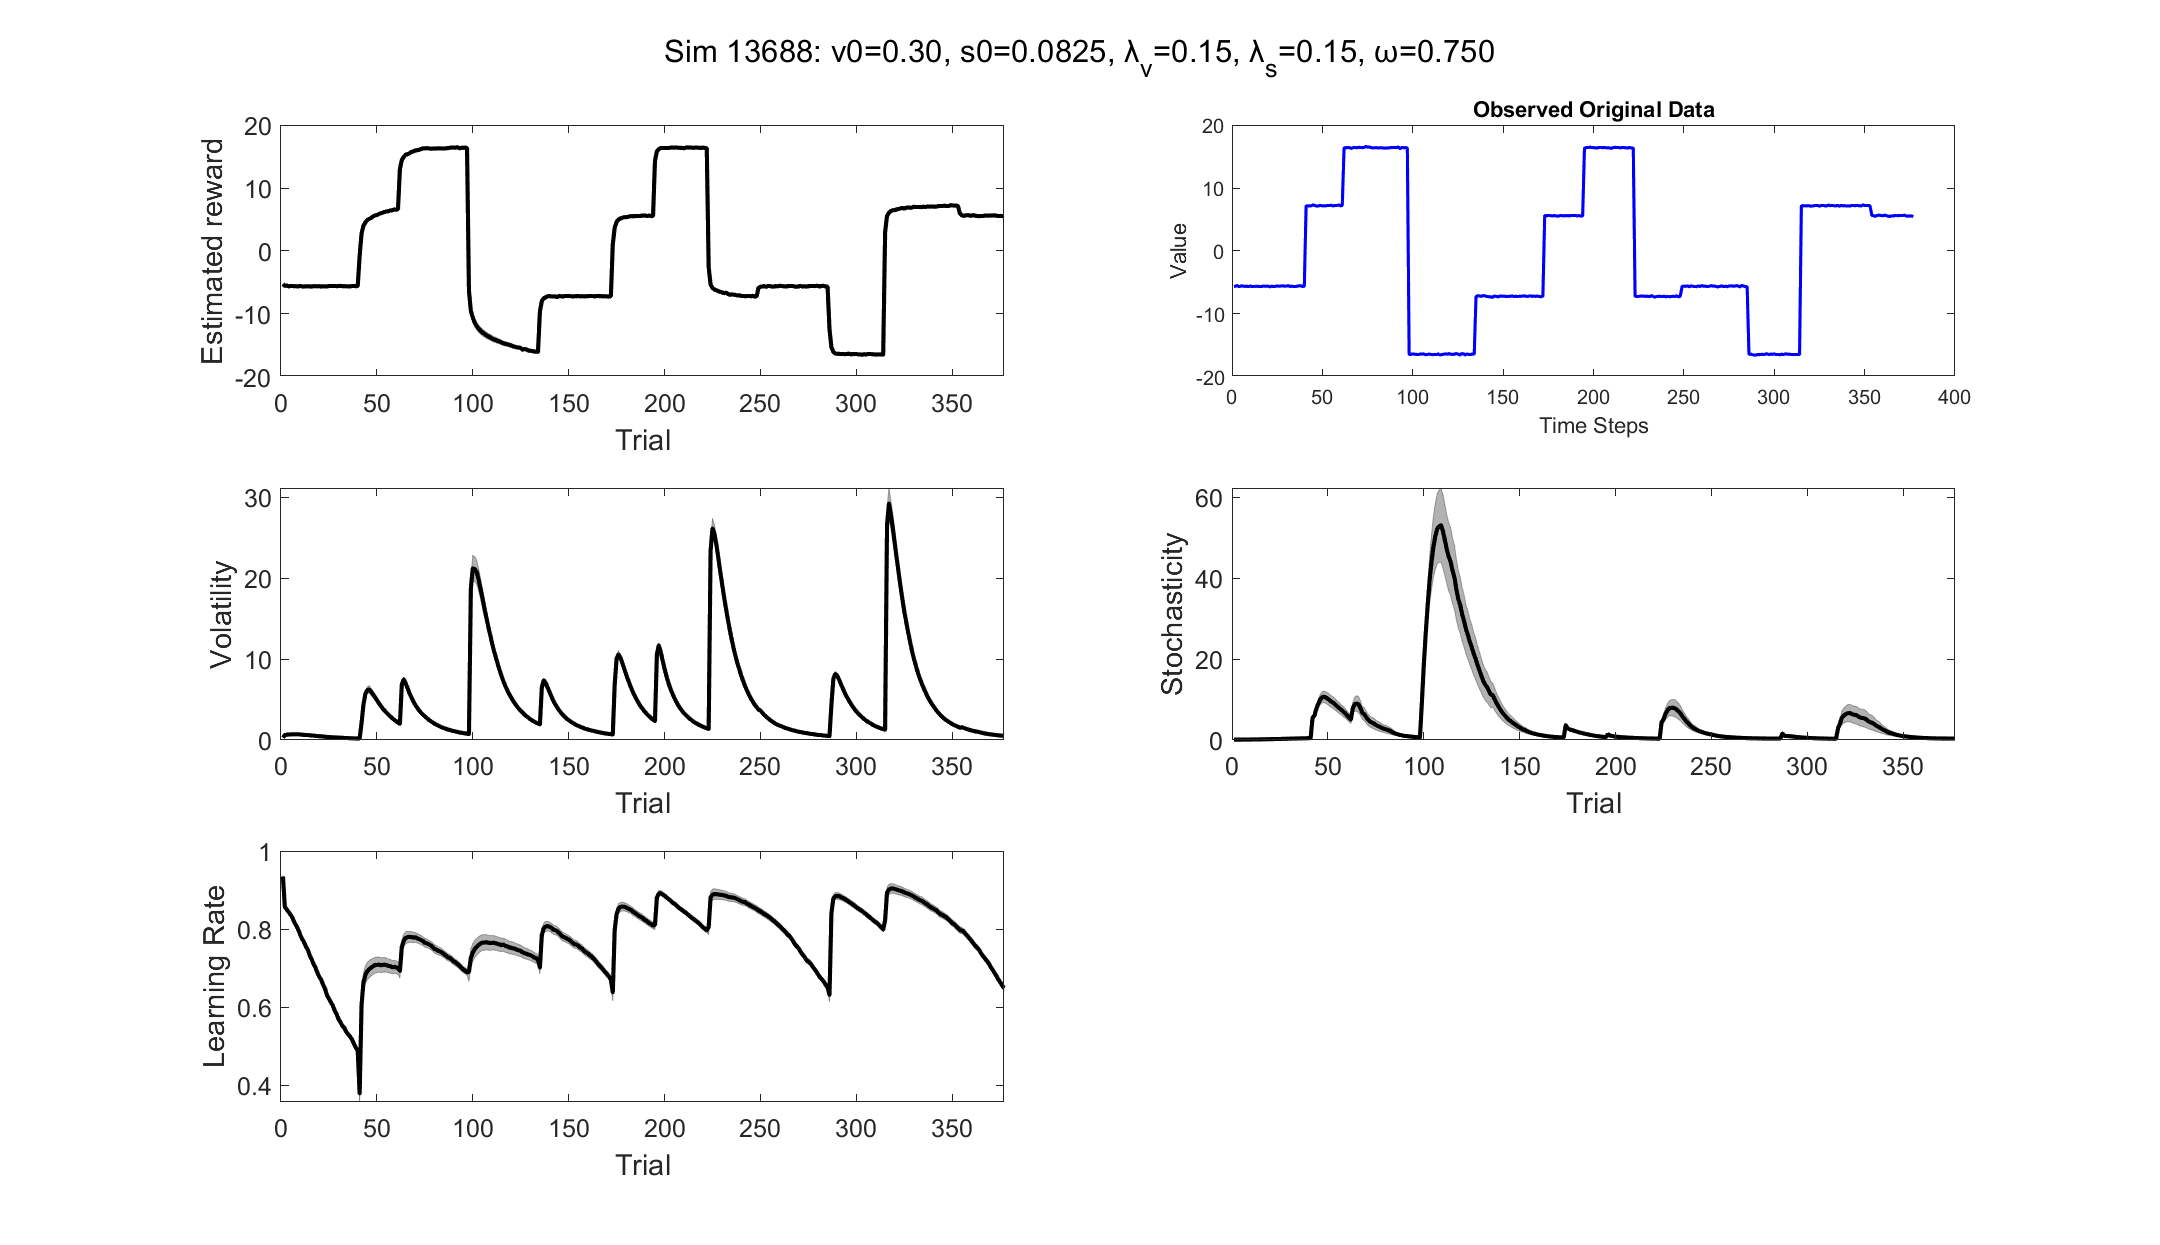 Sim 13688: v0=0.30, s0=0.0825, λ_v=0.15, λ_s=0.15, ω=0.750
Estimated reward
20
10
0
-10
-20
0 50 100 150 200 250 300 350
Trial
Observed Original Data
Value
20
10
0
-10
-20
0 50 100 150 200 250 300 350 400
Time Steps
Volatility
30
20
10
0
0 50 100 150 200 250 300 350
Trial
Stochasticity
60
40
20
0
0 50 100 150 200 250 300 350
Trial
Learning Rate
1
0.8
0.6
0.4
0 50 100 150 200 250 300 350
Trial